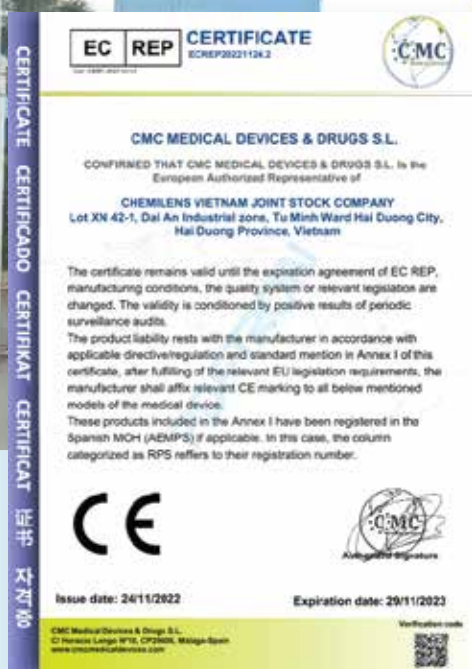 EC REP
CERTIFICATE
ECREP20221124.2
CMC
CMC MEDICAL DEVICES & DRUGS S.L.
CONFIRMED THAT CMC MEDICAL DEVICES & DRUGS S.L. is the
European Authorized Representative of
CHEMILENS VIETNAM JOINT STOCK COMPANY
Lot XN 42-1, Dai An Industrial zone, Tu Minh Ward Hai Duong City,
Hai Duong Province, Vietnam
The certificate remains valid until the expiration agreement of EC REP,
manufacturing conditions, the quality system or relevant legislation are
changed. The validity is conditioned by positive results of periodic
surveillance audits.
The product liability rests with the manufacturer in accordance with
applicable directive/regulation and standard mention in Annex I of this
certificate, after fulfilling of the relevant EU legislation requirements, the
manufacturer shall affix relevant CE marking to all below mentioned
models of the medical device.
These products included in the Annex I have been registered in the
Spanish MOH (AEMPS) if applicable. In this case, the column
categorized as RPS reffers to their registration number.
CE
CMC
Authorized Signature
Issue date: 24/11/2022
Expiration date: 29/11/2023
CMC Medical Devices & Drugs S.L.
C/ Horacio Lengo Nº18, CP29006, Málaga-Spain
www.cmcmedicaldevices.com
Verification code
CERTIFICATE CERTIFICADO CERTIFIKAT CERTIFICAT 证书